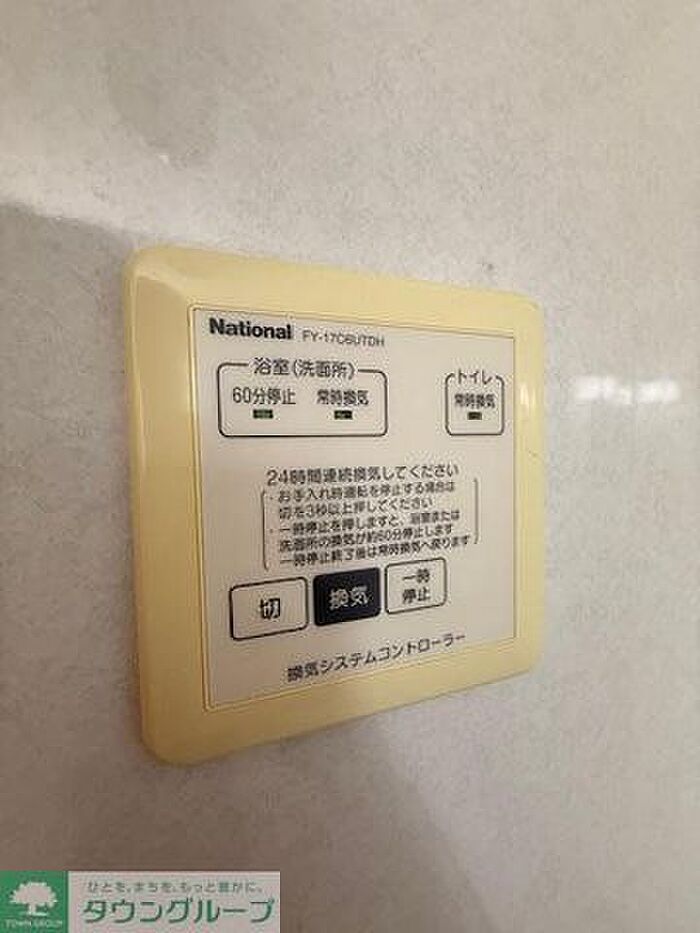 National FY-17C6UTDH
浴室(洗面所)
60分停止 常時換気
トイレ
常時換気
24時間連続換気してください
・お手入れ時運転を停止する場合は
切を3秒以上押してください
・一時停止を押しますと、浴室または
洗面所の換気が約60分停止します
一時停止終了後は常時換気へ戻ります
切
換気
一時
停止
換気システムコントローラー
ひとを、まちを、もっと豊かに。
タウングループ
TOWN GROUP